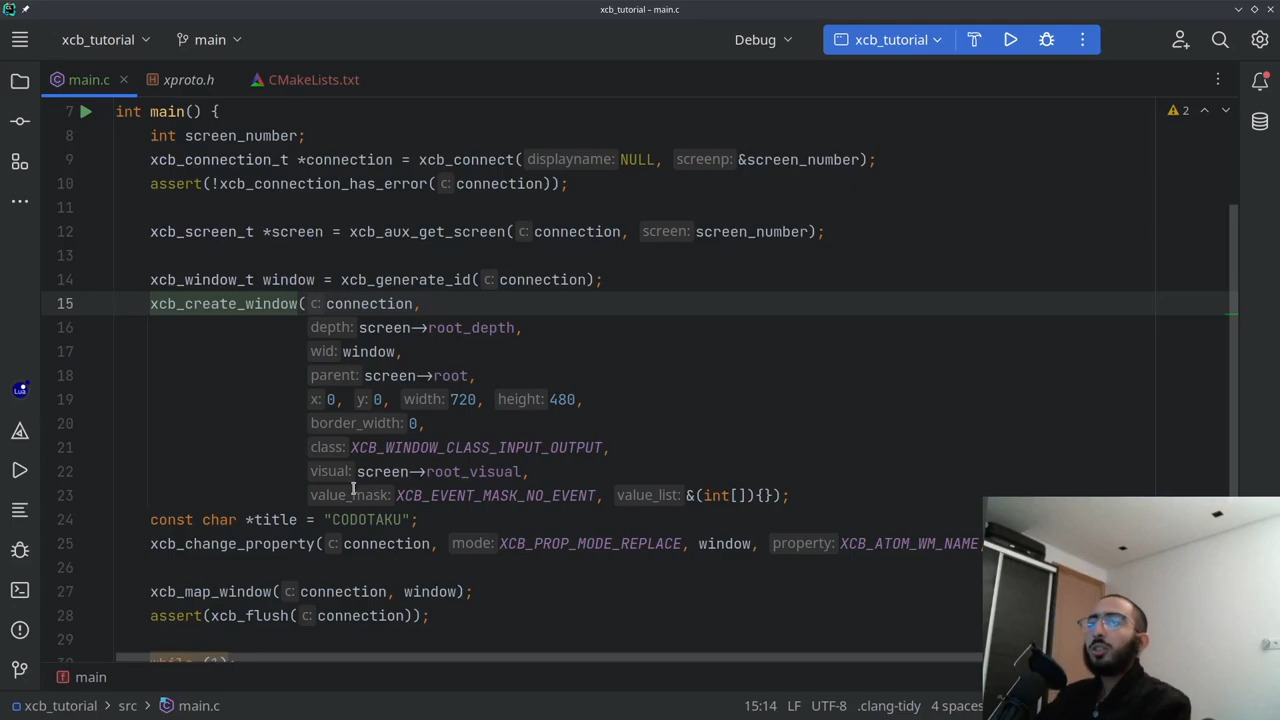 xcb_tutorial – main.c
xcb_tutorial
main
Debug
xcb_tutorial
main.c
xproto.h
CMakeLists.txt
7 int main() {
2
8 int screen_number;
9 xcb_connection_t *connection = xcb_connect( displayname: NULL, screenp: &screen_number);
10 assert(!xcb_connection_has_error( c: connection));
11
12 xcb_screen_t *screen = xcb_aux_get_screen( c: connection, screen: screen_number);
13
14 xcb_window_t window = xcb_generate_id( c: connection);
15 xcb_create_window( c: connection,
16 depth: screen->root_depth,
17 wid: window,
18 parent: screen->root,
19 x: 0, y: 0, width: 720, height: 480,
20 border_width: 0,
21 class: XCB_WINDOW_CLASS_INPUT_OUTPUT,
22 visual: screen->root_visual,
23 value_mask: XCB_EVENT_MASK_NO_EVENT, value_list: &(int[]){});
24 const char *title = "CODOTAKU";
25 xcb_change_property( c: connection, mode: XCB_PROP_MODE_REPLACE, window, property: XCB_ATOM_WM_NAME,
26
27 xcb_map_window( c: connection, window);
28 assert(xcb_flush( c: connection));
29
30 while (1);
Lua
f main
xcb_tutorial > src > main.c
15:14 LF UTF-8 .clang-tidy 4 spaces